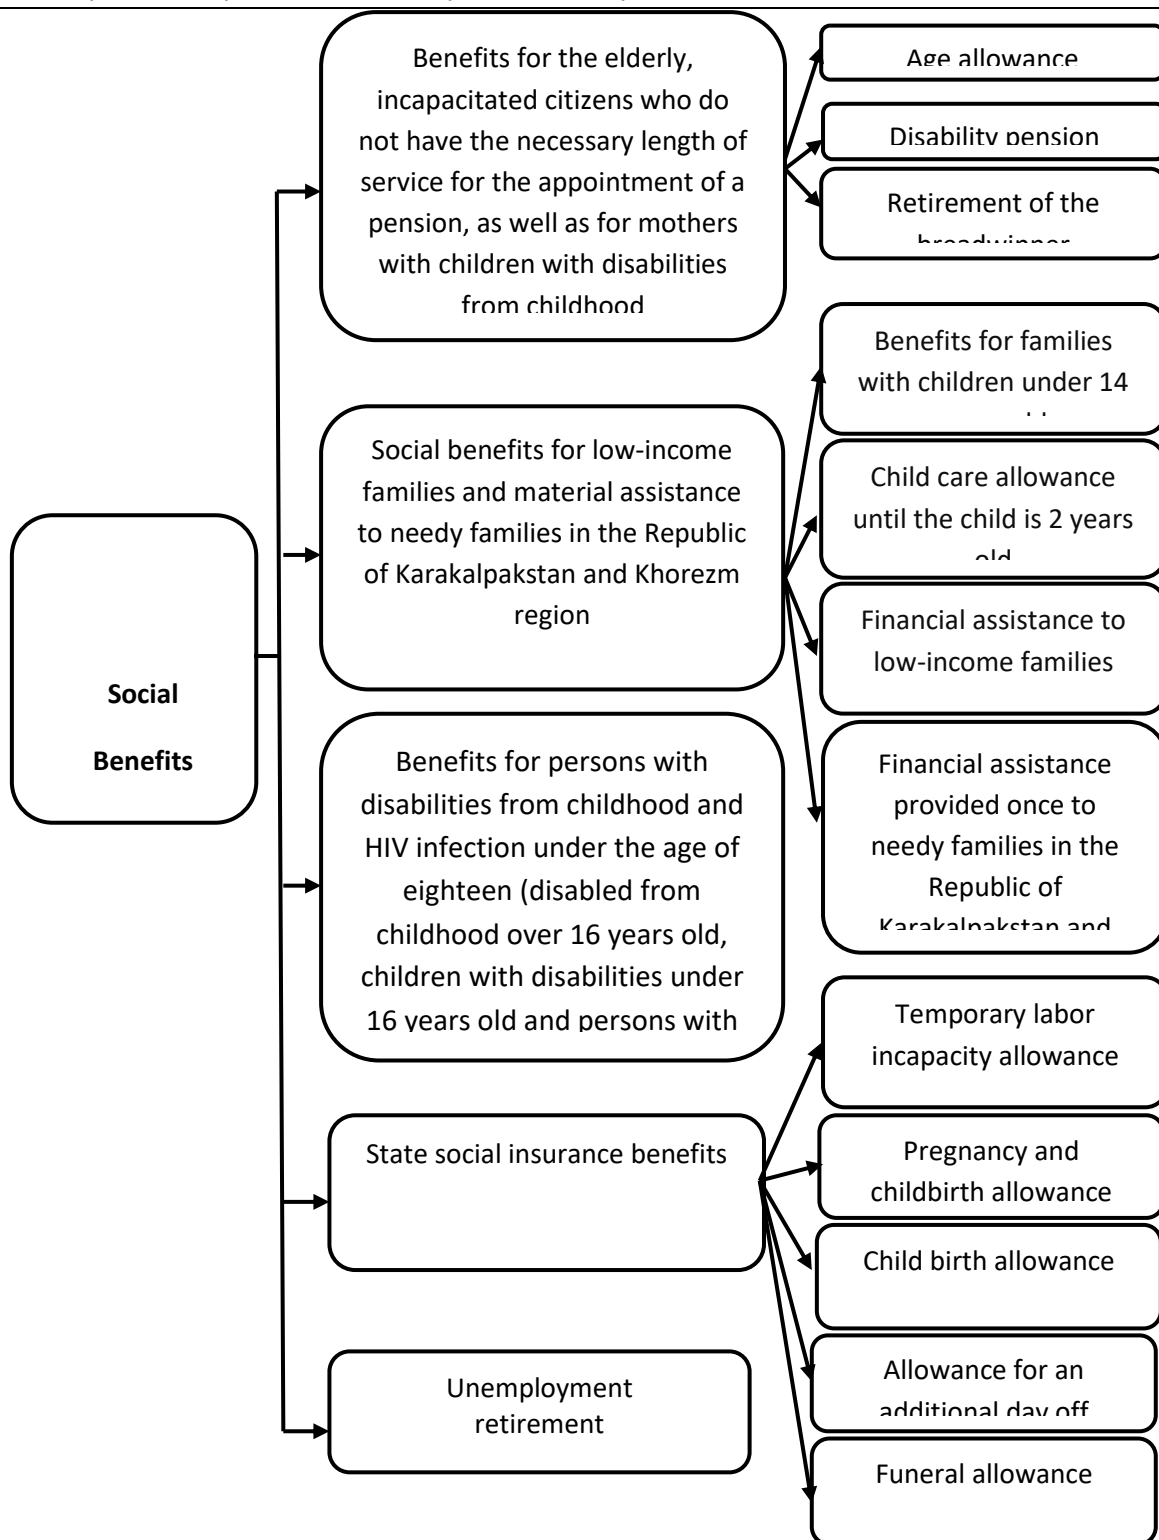 Social
Benefits
Benefits for the elderly,
incapacitated citizens who do
not have the necessary length of
service for the appointment of a
pension, as well as for mothers
with children with disabilities
from childhood
Age allowance
Disability pension
Retirement of the
breadwinner
Social benefits for low-income
families and material assistance
to needy families in the Republic
of Karakalpakstan and Khorezm
region
Benefits for families
with children under 14
Child care allowance
until the child is 2 years
old
Financial assistance to
low-income families
Financial assistance
provided once to
needy families in the
Republic of
Karakalpakstan and
Benefits for persons with
disabilities from childhood and
HIV infection under the age of
eighteen (disabled from
childhood over 16 years old,
children with disabilities under
16 years old and persons with
State social insurance benefits
Temporary labor
incapacity allowance
Pregnancy and
childbirth allowance
Child birth allowance
Allowance for an
additional day off
Funeral allowance
Unemployment
retirement